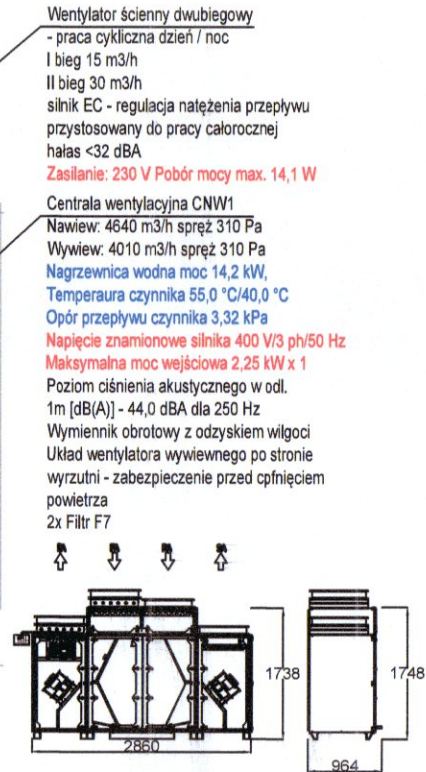 Wentylator ścienny dwubiegowy
- praca cykliczna dzień / noc
I bieg 15 m3/h
II bieg 30 m3/h
silnik EC - regulacja natężenia przepływu
przystosowany do pracy całorocznej
hałas <32 dBA
Zasilanie: 230 V Pobór mocy max. 14,1 W
Centrala wentylacyjna CNW1
Nawiew: 4640 m3/h spręż 310 Pa
Wywiew: 4010 m3/h spręż 310 Pa
Nagrzewnica wodna moc 14,2 kW,
Temperaura czynnika 55,0 °C/40,0 °C
Opór przepływu czynnika 3,32 kPa
Napięcie znamionowe silnika 400 V/3 ph/50 Hz
Maksymalna moc wejściowa 2,25 kW x 1
Poziom ciśnienia akustycznego w odl.
1m [dB(A)] - 44,0 dBA dla 250 Hz
Wymiennik obrotowy z odzyskiem wilgoci
Układ wentylatora wywiewnego po stronie
wyrzutni - zabezpieczenie przed cpfnięciem
powietrza
2x Filtr F7
1738
1748
2860
964